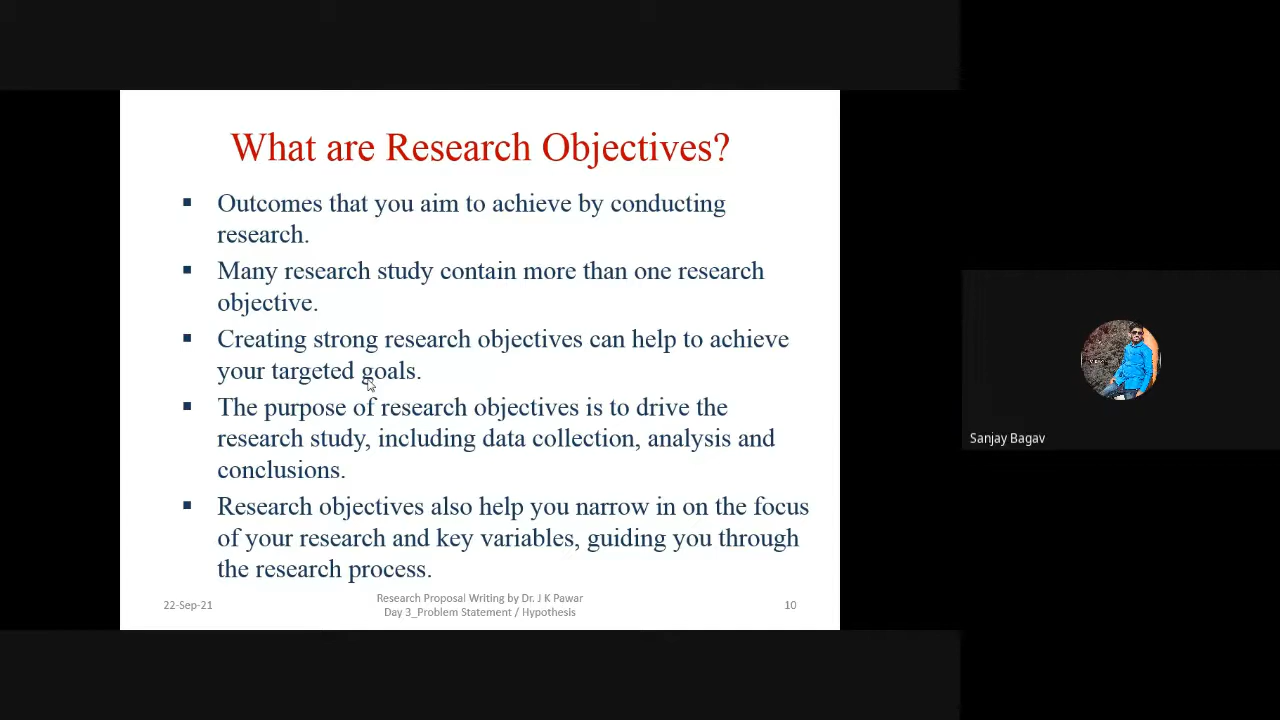 What are Research Objectives?
▪ Outcomes that you aim to achieve by conducting
research.
▪ Many research study contain more than one research
objective.
▪ Creating strong research objectives can help to achieve
your targeted goals.
▪ The purpose of research objectives is to drive the
research study, including data collection, analysis and
conclusions.
▪ Research objectives also help you narrow in on the focus
of your research and key variables, guiding you through
the research process.
22-Sep-21
Research Proposal Writing by Dr. J K Pawar
Day 3_Problem Statement / Hypothesis
10
Sanjay Bagav